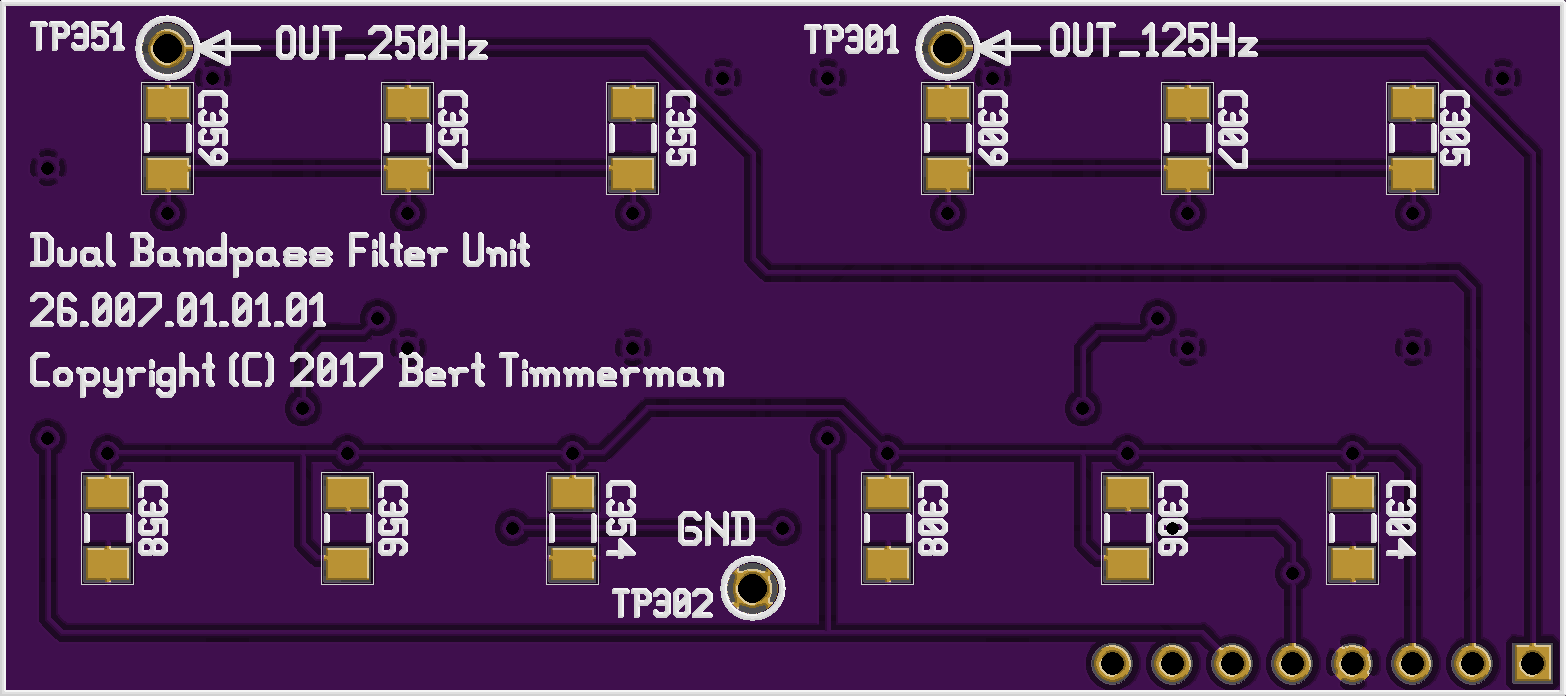 TP351 OUT_250Hz TP301 OUT_125Hz
C359 C357 C355 C309 C307 C305
Dual Bandpass Filter Unit
26.007.01.01.01
Copyright (C) 2017 Bert Timmerman
C358 C356 C354 GND C308 C306 C304
TP302